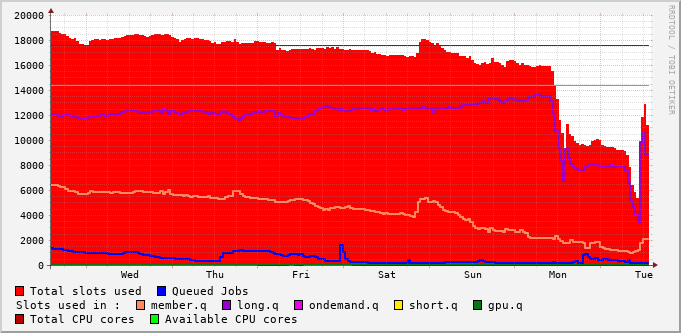 RRDTOOL / TOBI OETIKER
20000
18000
16000
14000
12000
10000
8000
6000
4000
2000
0
Wed Thu Fri Sat Sun Mon Tue
Total slots used Queued Jobs
Slots used in : member.q long.q ondemand.q short.q gpu.q
Total CPU cores Available CPU cores